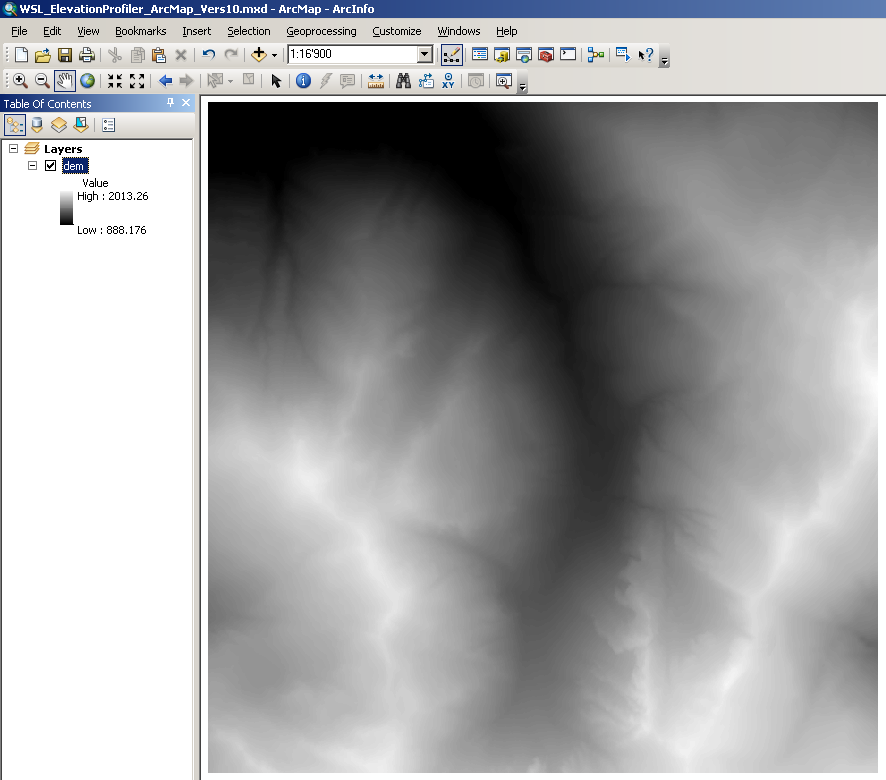 WSL_ElevationProfiler_ArcMap_Vers10.mxd - ArcMap - ArcInfo
File Edit View Bookmarks Insert Selection Geoprocessing Customize Windows Help
1:16'900
Table Of Contents
Layers
dem
Value
High : 2013.26
Low : 888.176